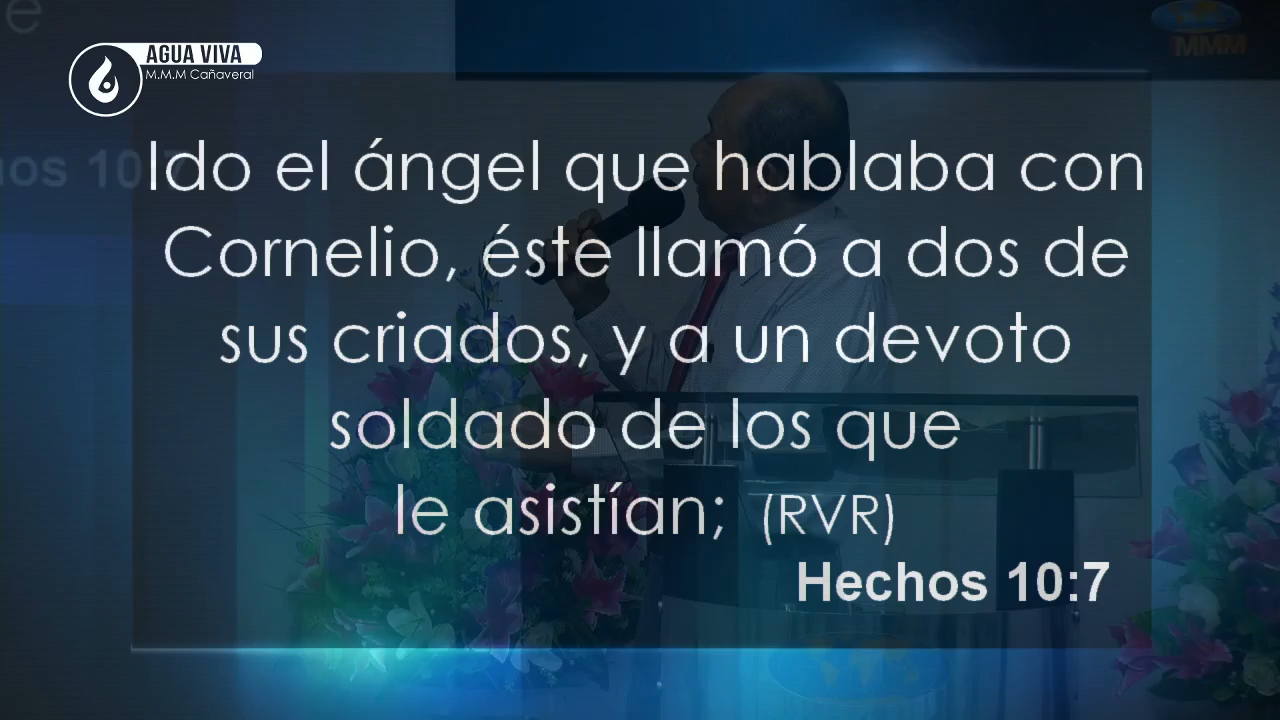 e
AGUA VIVA
M.M.M Cañaveral
MMM
Ido el ángel que hablaba con
Cornelio, éste llamó a dos de
sus criados, y a un devoto
soldado de los que
le asistían; (RVR)
Hechos 10:7